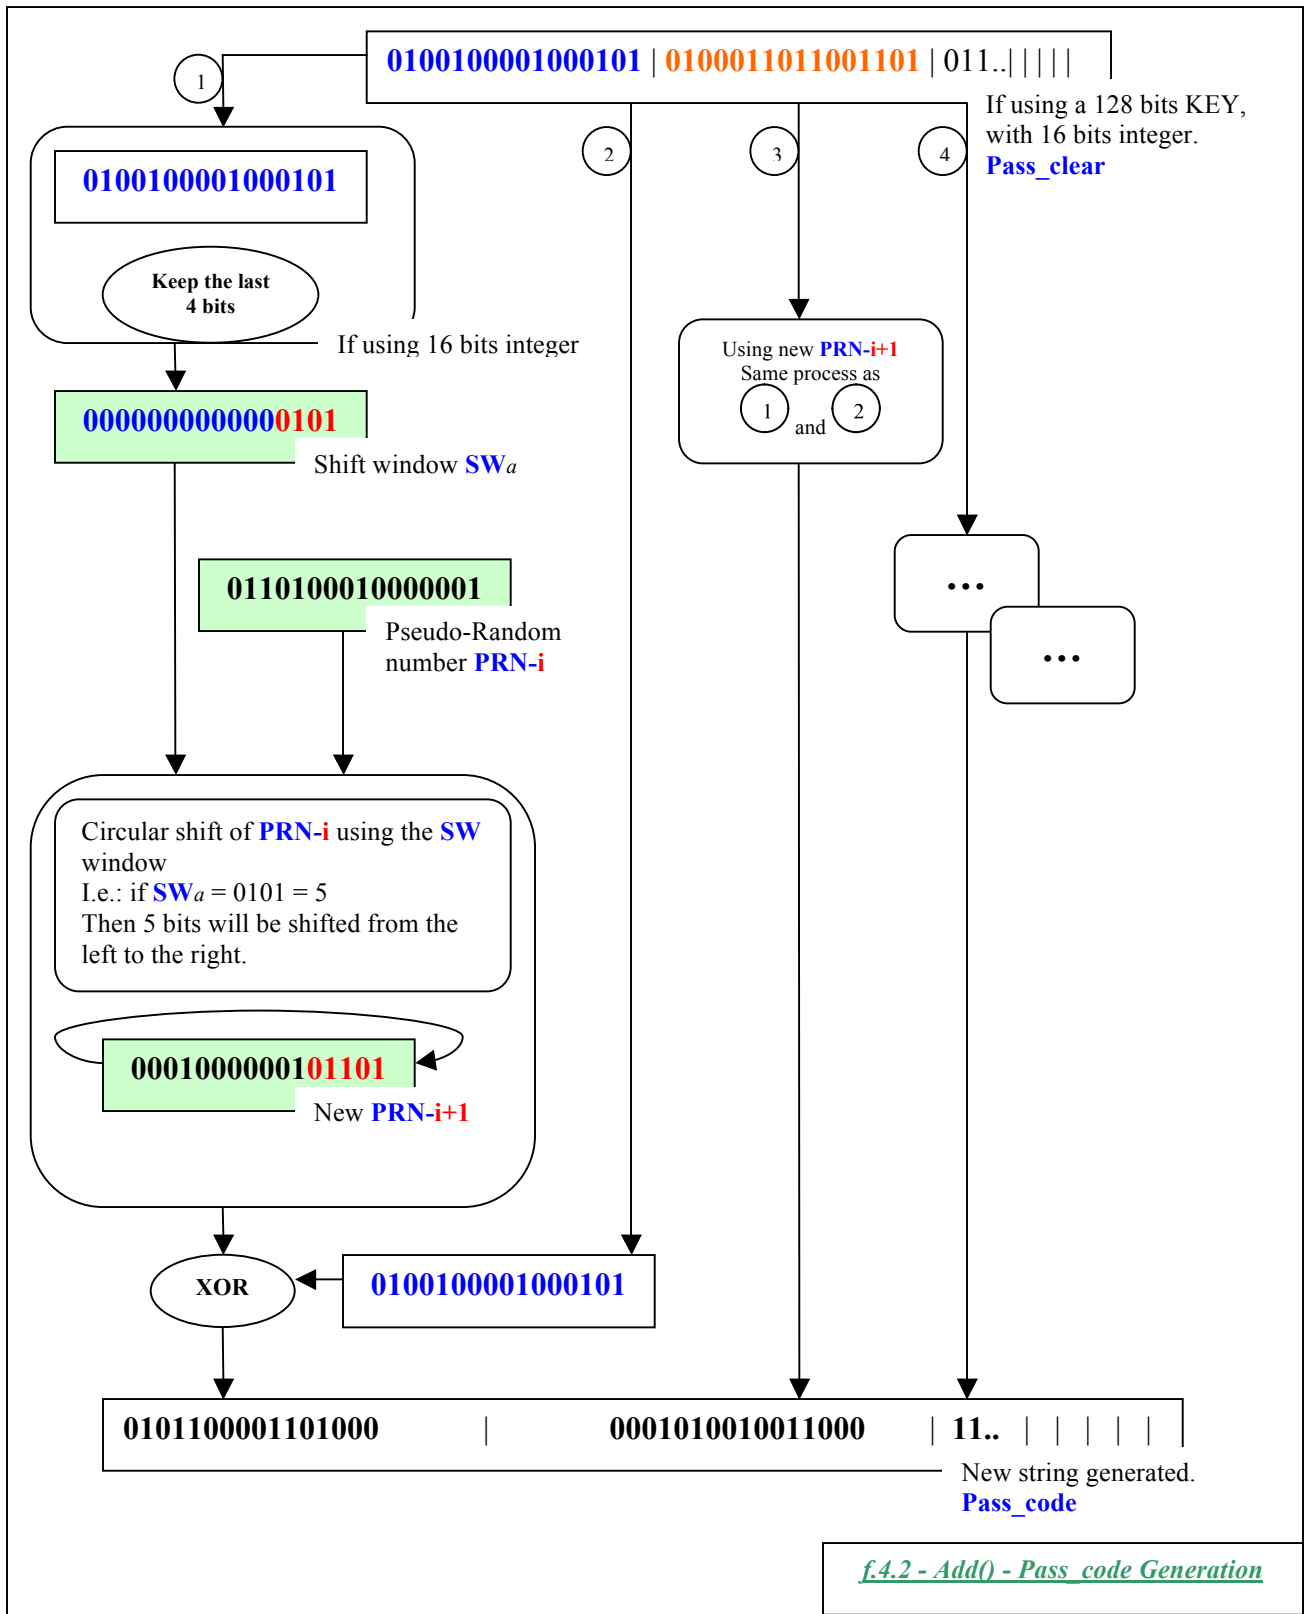 0100100001000101 | 0100011011001101 | 011..| | | | |
1
If using a 128 bits KEY,
with 16 bits integer.
Pass_clear
2
3
4
0100100001000101
Keep the last
4 bits
If using 16 bits integer
0000000000000101
Shift window SWa
Using new PRN-i+1
Same process as
1 and 2
0110100010000001
Pseudo-Random
number PRN-i
...
...
Circular shift of PRN-i using the SW
window
I.e.: if SWa = 0101 = 5
Then 5 bits will be shifted from the
left to the right.
0001000000101101
New PRN-i+1
XOR
0100100001000101
0101100001101000 | 0001010010011000 | 11.. | | | | |
New string generated.
Pass_code
f.4.2 - Add() - Pass_code Generation